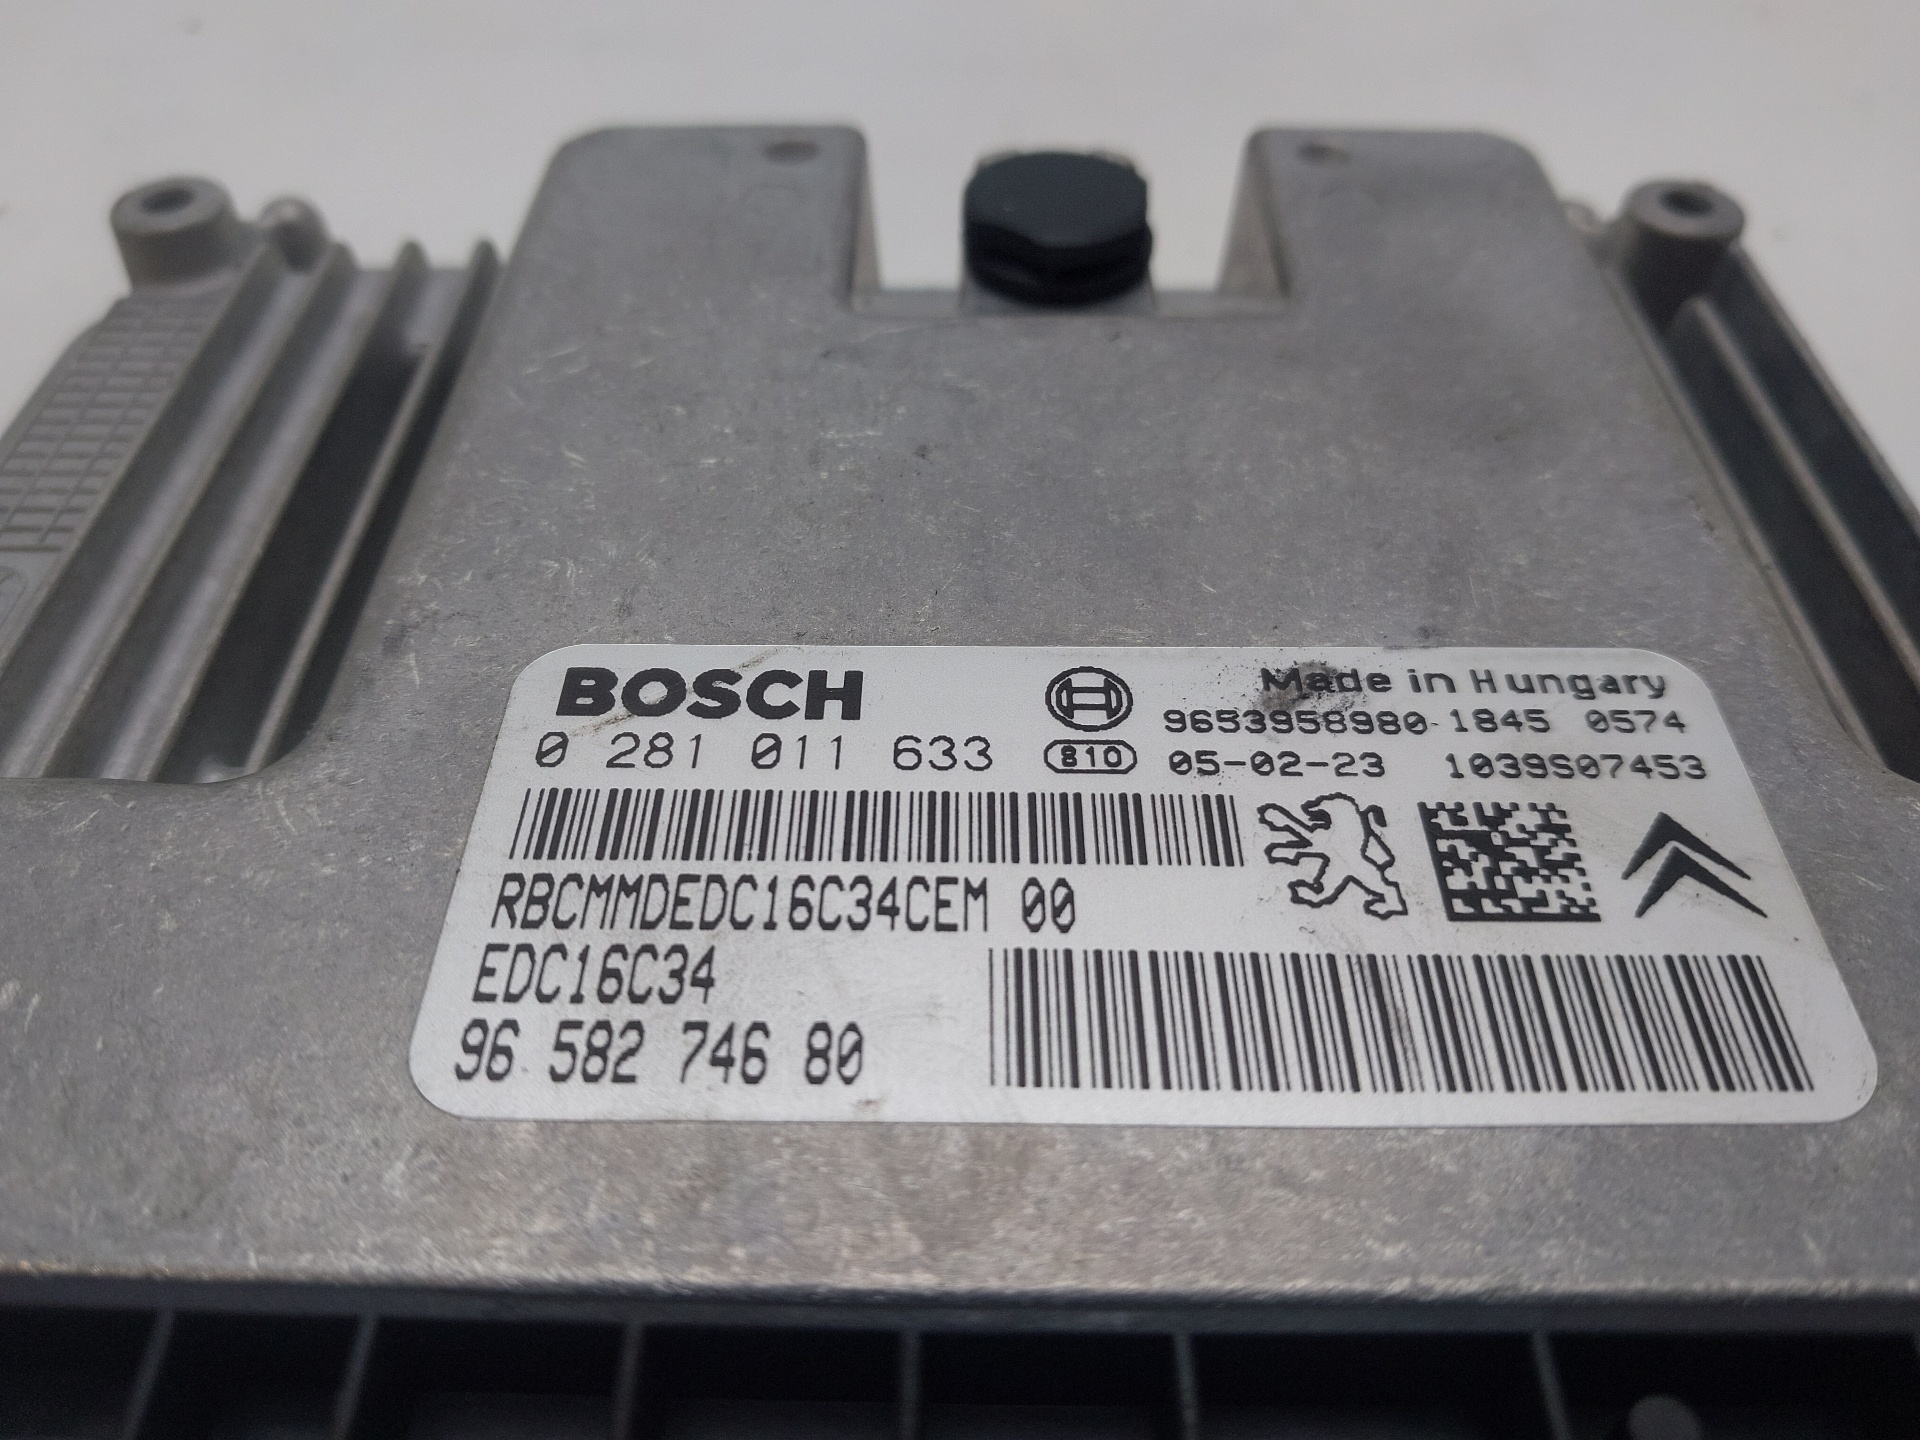 BOSCH
0 281 011 633
810
Made in Hungary
9653958980 1845 0574
05-02-23 1039S07453
RBCMMDEDC16C34CEM 00
EDC16C34
96 582 746 80